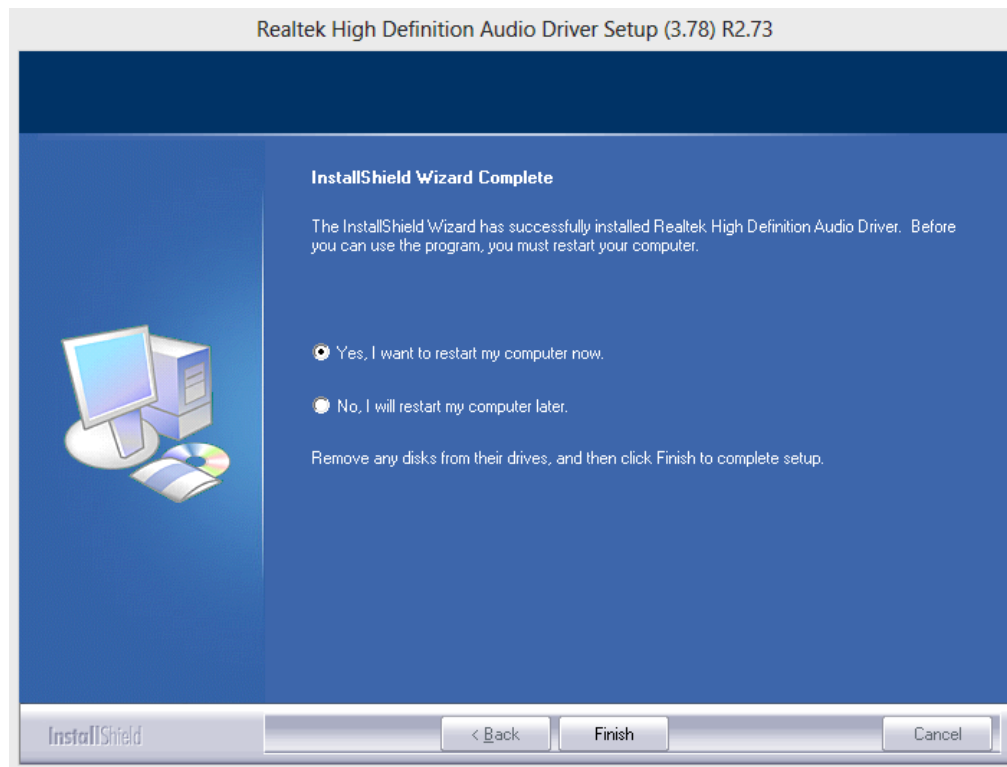 Realtek High Definition Audio Driver Setup (3.78) R2.73
InstallShield Wizard Complete
The InstallShield Wizard has successfully installed Realtek High Definition Audio Driver. Before
you can use the program, you must restart your computer.
Yes, I want to restart my computer now.
No, I will restart my computer later.
Remove any disks from their drives, and then click Finish to complete setup.
InstallShield
< Back
Finish
Cancel